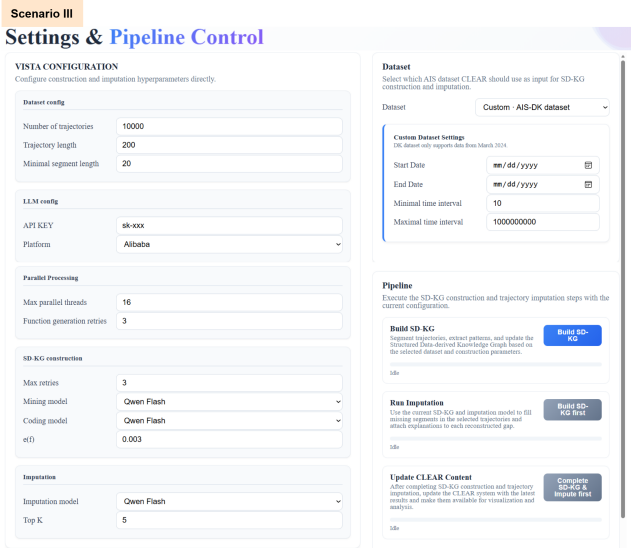 Scenario III
Settings & Pipeline Control
VISTA CONFIGURATION
Configure construction and imputation hyperparameters directly.
Dataset config
Number of trajectories 10000
Trajectory length 200
Minimal segment length 20
LLM config
API KEY sk-xxx
Platform Alibaba
Parallel Processing
Max parallel threads 16
Function generation retries 3
SD-KG construction
Max retries 3
Mining model Qwen Flash
Coding model Qwen Flash
e(f) 0.003
Imputation
Imputation model Qwen Flash
Top K 5
Dataset
Select which AIS dataset CLEAR should use as input for SD-KG
construction and imputation.
Dataset Custom · AIS-DK dataset
Custom Dataset Settings
DK dataset only supports data from March 2024.
Start Date mm/dd/yyyy
End Date mm/dd/yyyy
Minimal time interval 10
Maximal time interval 1000000000
Pipeline
Execute the SD-KG construction and trajectory imputation steps with the
current configuration.
Build SD-KG
Segment trajectories, extract patterns, and update the
Structured Data-derived Knowledge Graph based on
the selected dataset and construction parameters.
Build SD-
KG
Idle
Run Imputation
Use the current SD-KG and imputation model to fill
missing segments in the selected trajectories and
attach explanations to each reconstructed gap.
Build SD-
KG first
Idle
Update CLEAR Content
After completing SD-KG construction and trajectory
imputation, update the CLEAR system with the latest
results and make them available for visualization and
analysis.
Complete
SD-KG &
Impute first
Idle